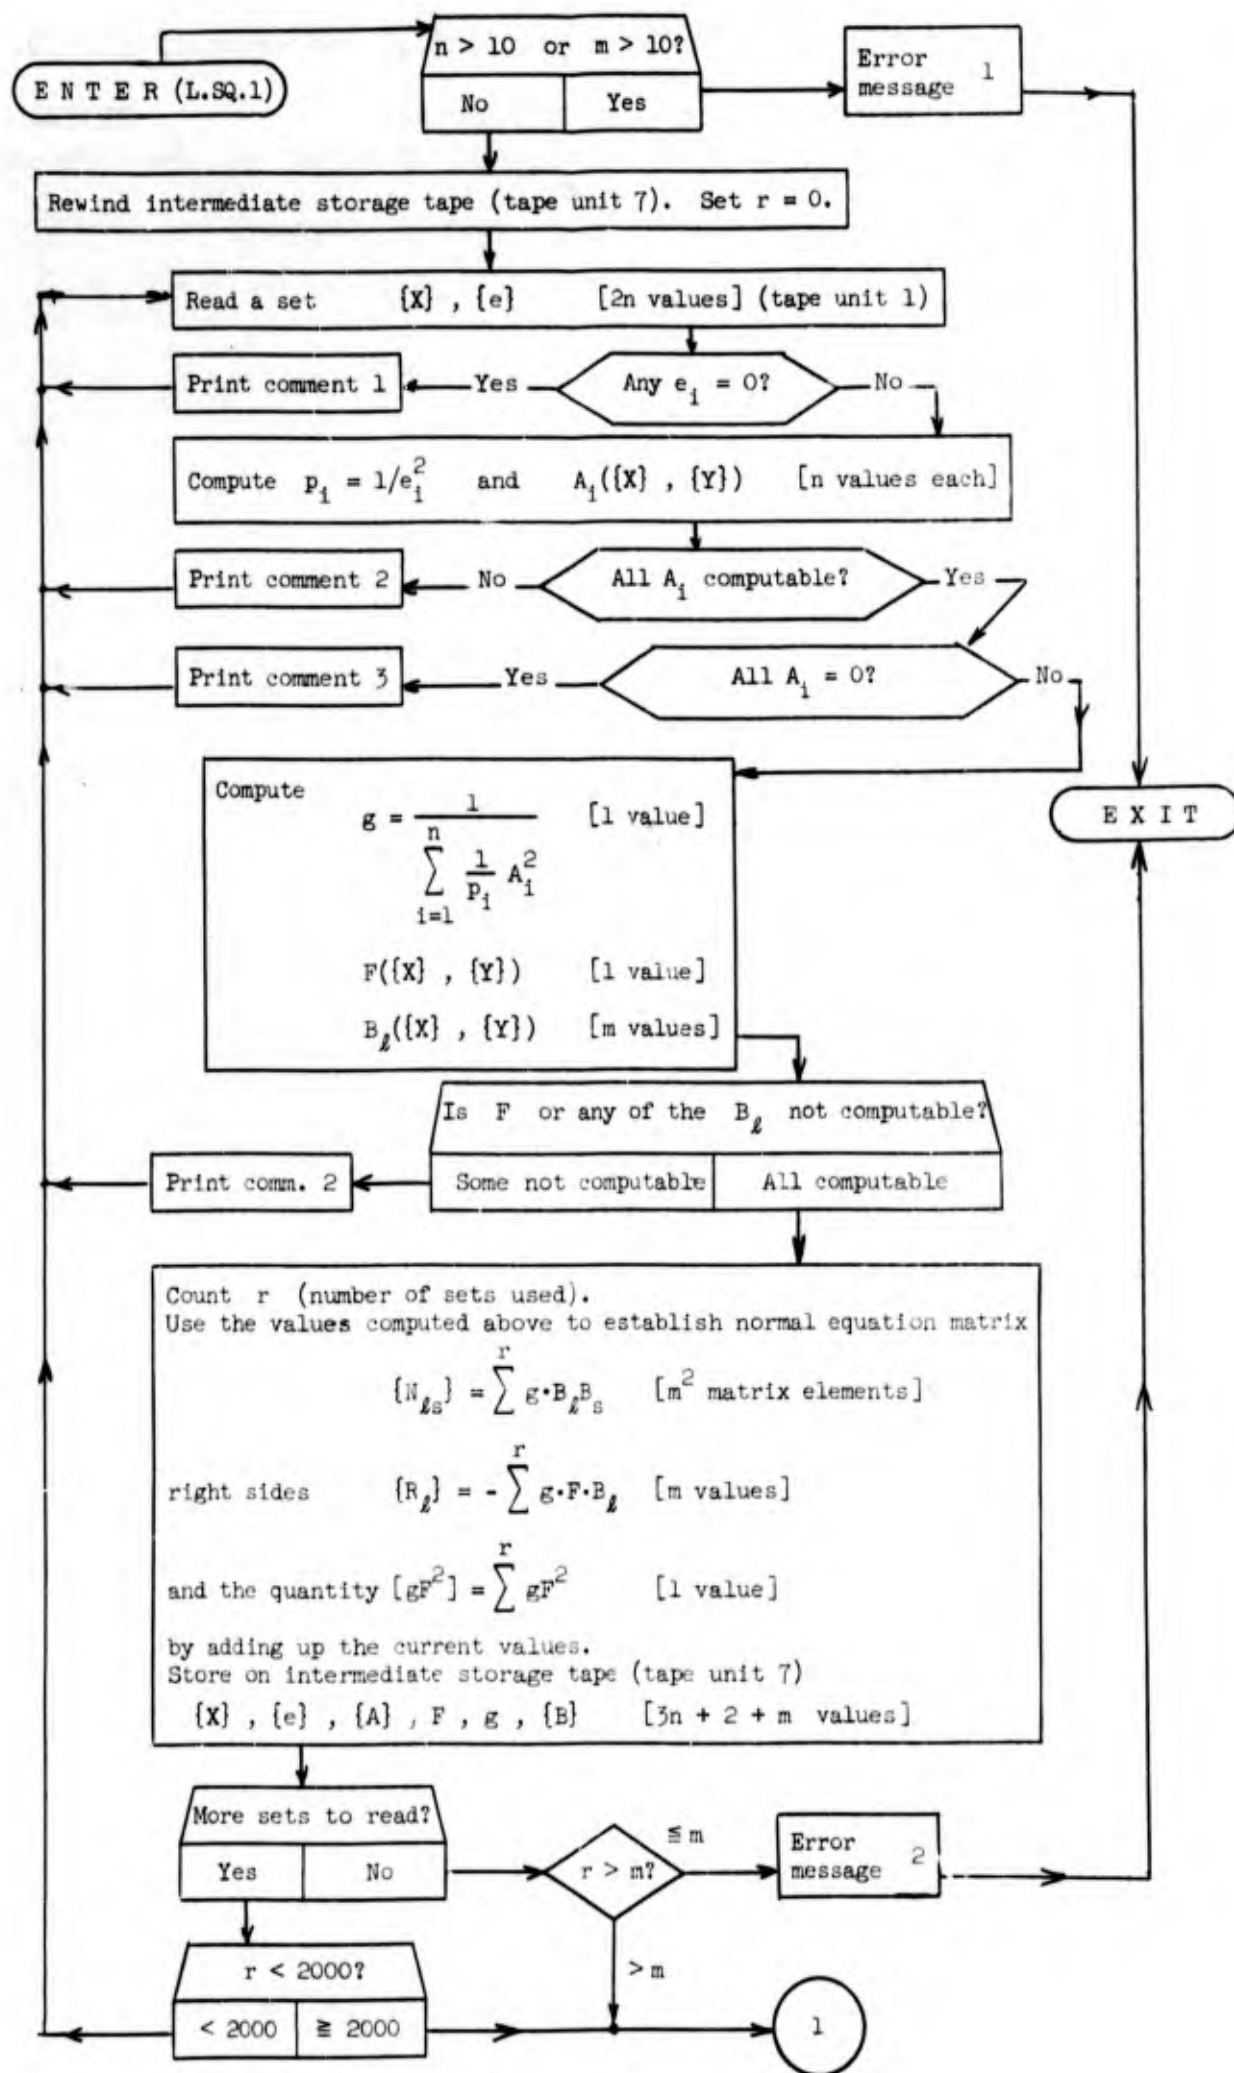 n > 10 or m > 10?
E N T E R (L.SQ.1)
No Yes
Error message 1
Rewind intermediate storage tape (tape unit 7). Set r = 0.
Read a set {X} , {e} [2n values] (tape unit 1)
Print comment 1
Yes
Any e_i = 0?
No
Compute p_i = 1/e_i^2 and A_i({X} , {Y}) [n values each]
Print comment 2
No
All A_i computable?
Yes
Print comment 3
Yes
All A_i = 0?
No
Compute
g = \frac{1}{\sum_{i=1}^{n} \frac{1}{p_i} A_i^2} [1 value]
F({X} , {Y}) [1 value]
B_ℓ({X} , {Y}) [m values]
E X I T
Is F or any of the B_ℓ not computable?
Print comm. 2
Some not computable
All computable
Count r (number of sets used).
Use the values computed above to establish normal equation matrix
{N_ℓs} = \sum^{r} g·B_ℓB_s [m^2 matrix elements]
right sides {R_ℓ} = - \sum^{r} g·F·B_ℓ [m values]
and the quantity [gF^2] = \sum^{r} gF^2 [1 value]
by adding up the current values.
Store on intermediate storage tape (tape unit 7)
{X} , {e} , {A} , F , g , {B} [3n + 2 + m values]
More sets to read?
Yes No
r > m?
≦ m
Error message 2
> m
r < 2000?
< 2000 ≧ 2000
1